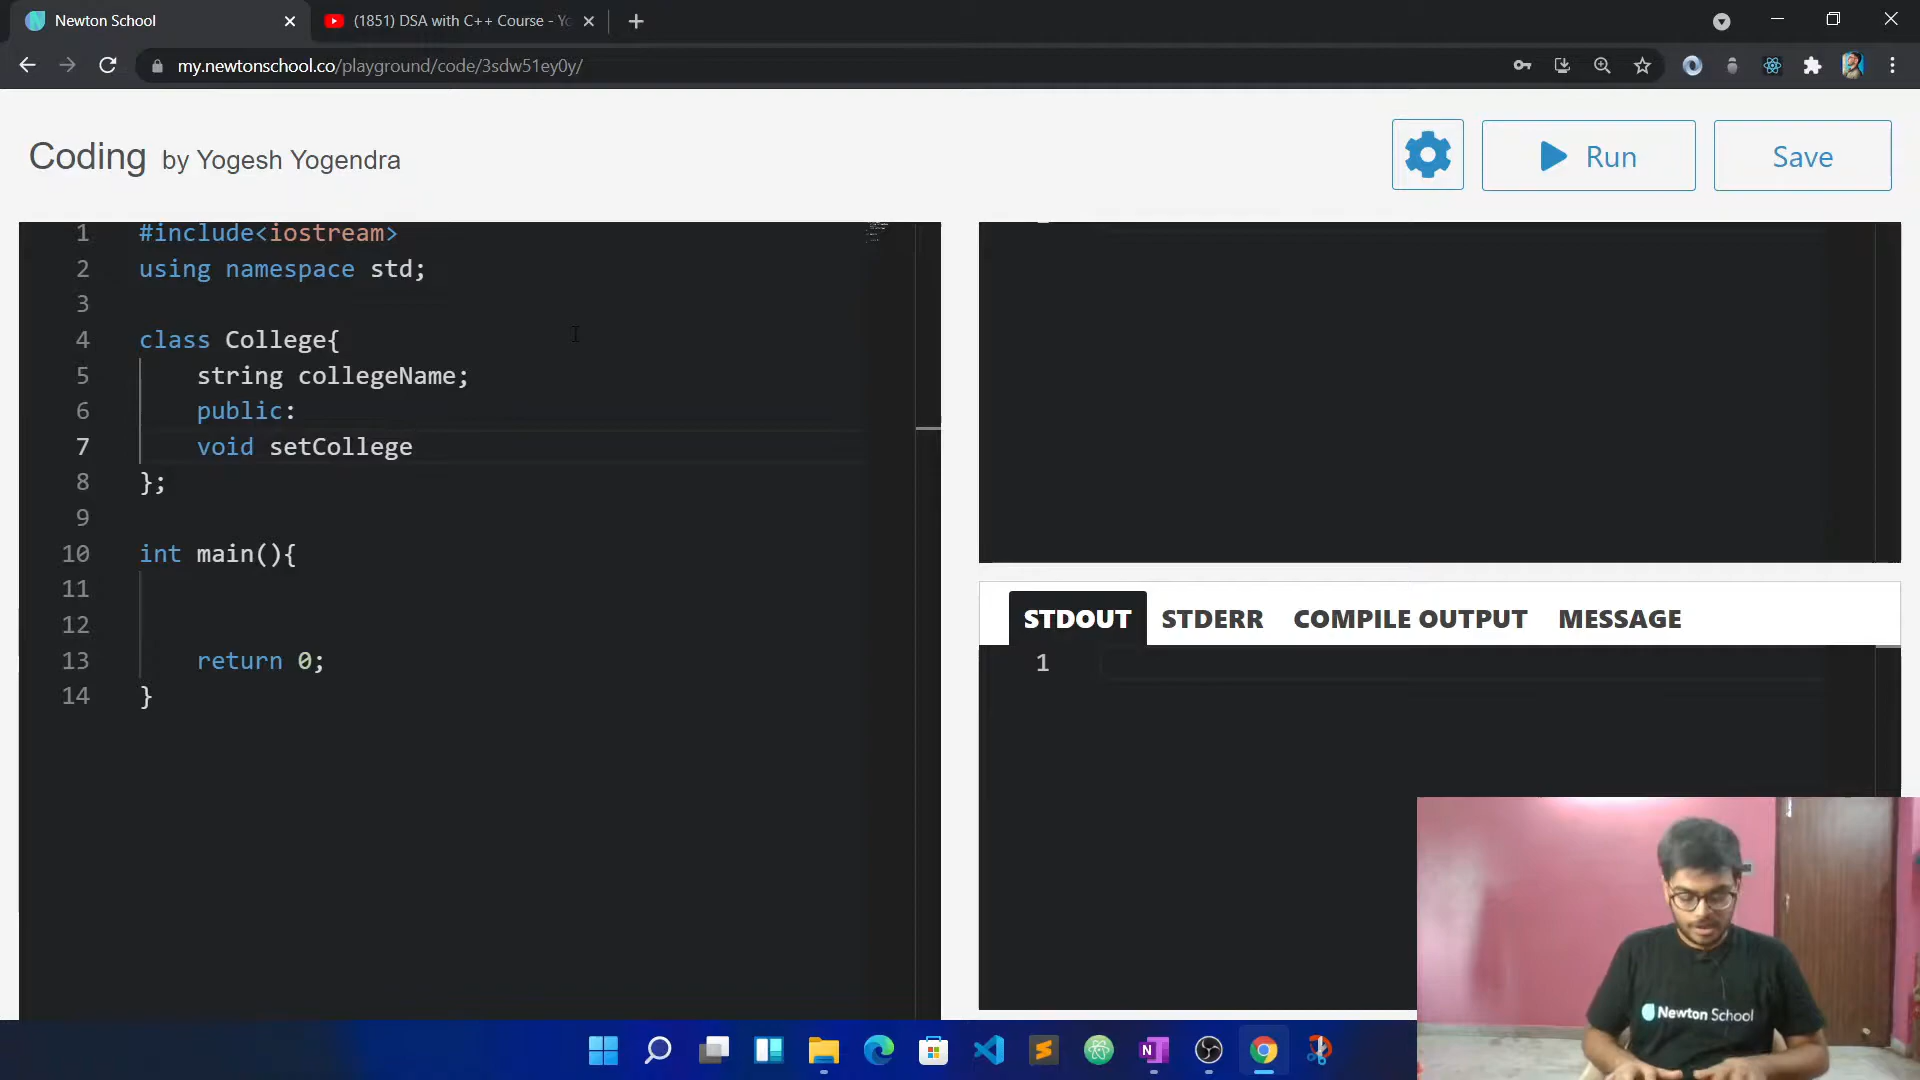 Newton School
(1851) DSA with C++ Course - Yo
my.newtonschool.co/playground/code/3sdw51ey0y/
Coding by Yogesh Yogendra
Run
Save
1 #include<iostream>
2 using namespace std;
3
4 class College{
5 string collegeName;
6 public:
7 void setCollege
8 };
9
10 int main(){
11
12
13 return 0;
14 }
STDOUT STDERR COMPILE OUTPUT MESSAGE
1
Newton School